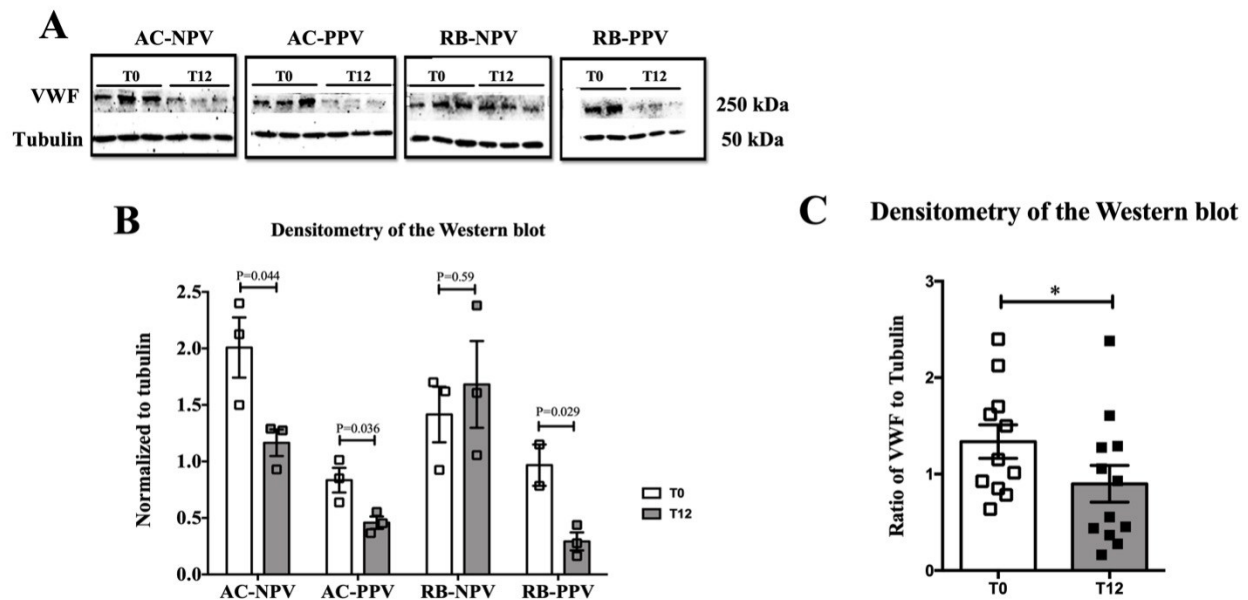 A
AC-NPV AC-PPV RB-NPV RB-PPV
T0 T12 T0 T12 T0 T12 T0 T12
VWF 250 kDa
Tubulin 50 kDa
B
Densitometry of the Western blot
Normalized to tubulin
2.5
2.0
1.5
1.0
0.5
0.0
P=0.044
P=0.036
P=0.59
P=0.029
AC-NPV AC-PPV RB-NPV RB-PPV
T0
T12
C
Densitometry of the Western blot
Ratio of VWF to Tubulin
3
2
1
0
*
T0 T12